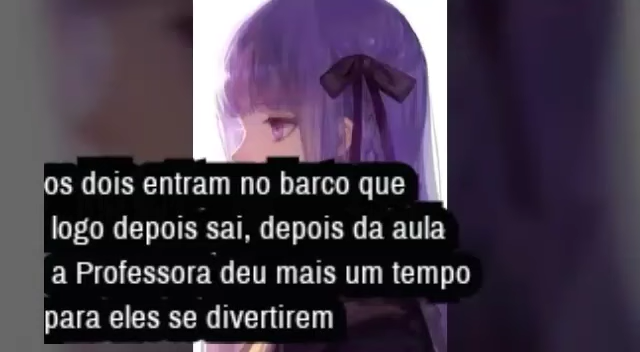 os dois entram no barco que
logo depois sai, depois da aula
a Professora deu mais um tempo
para eles se divertirem